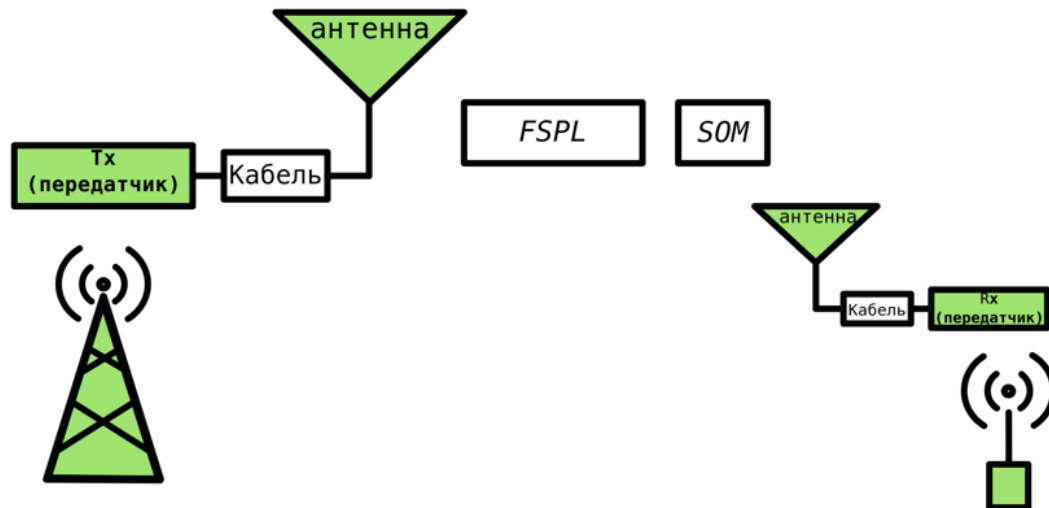 антенна
FSPL
SOM
Tx
(передатчик)
Кабель
антенна
Кабель
Rx
(передатчик)